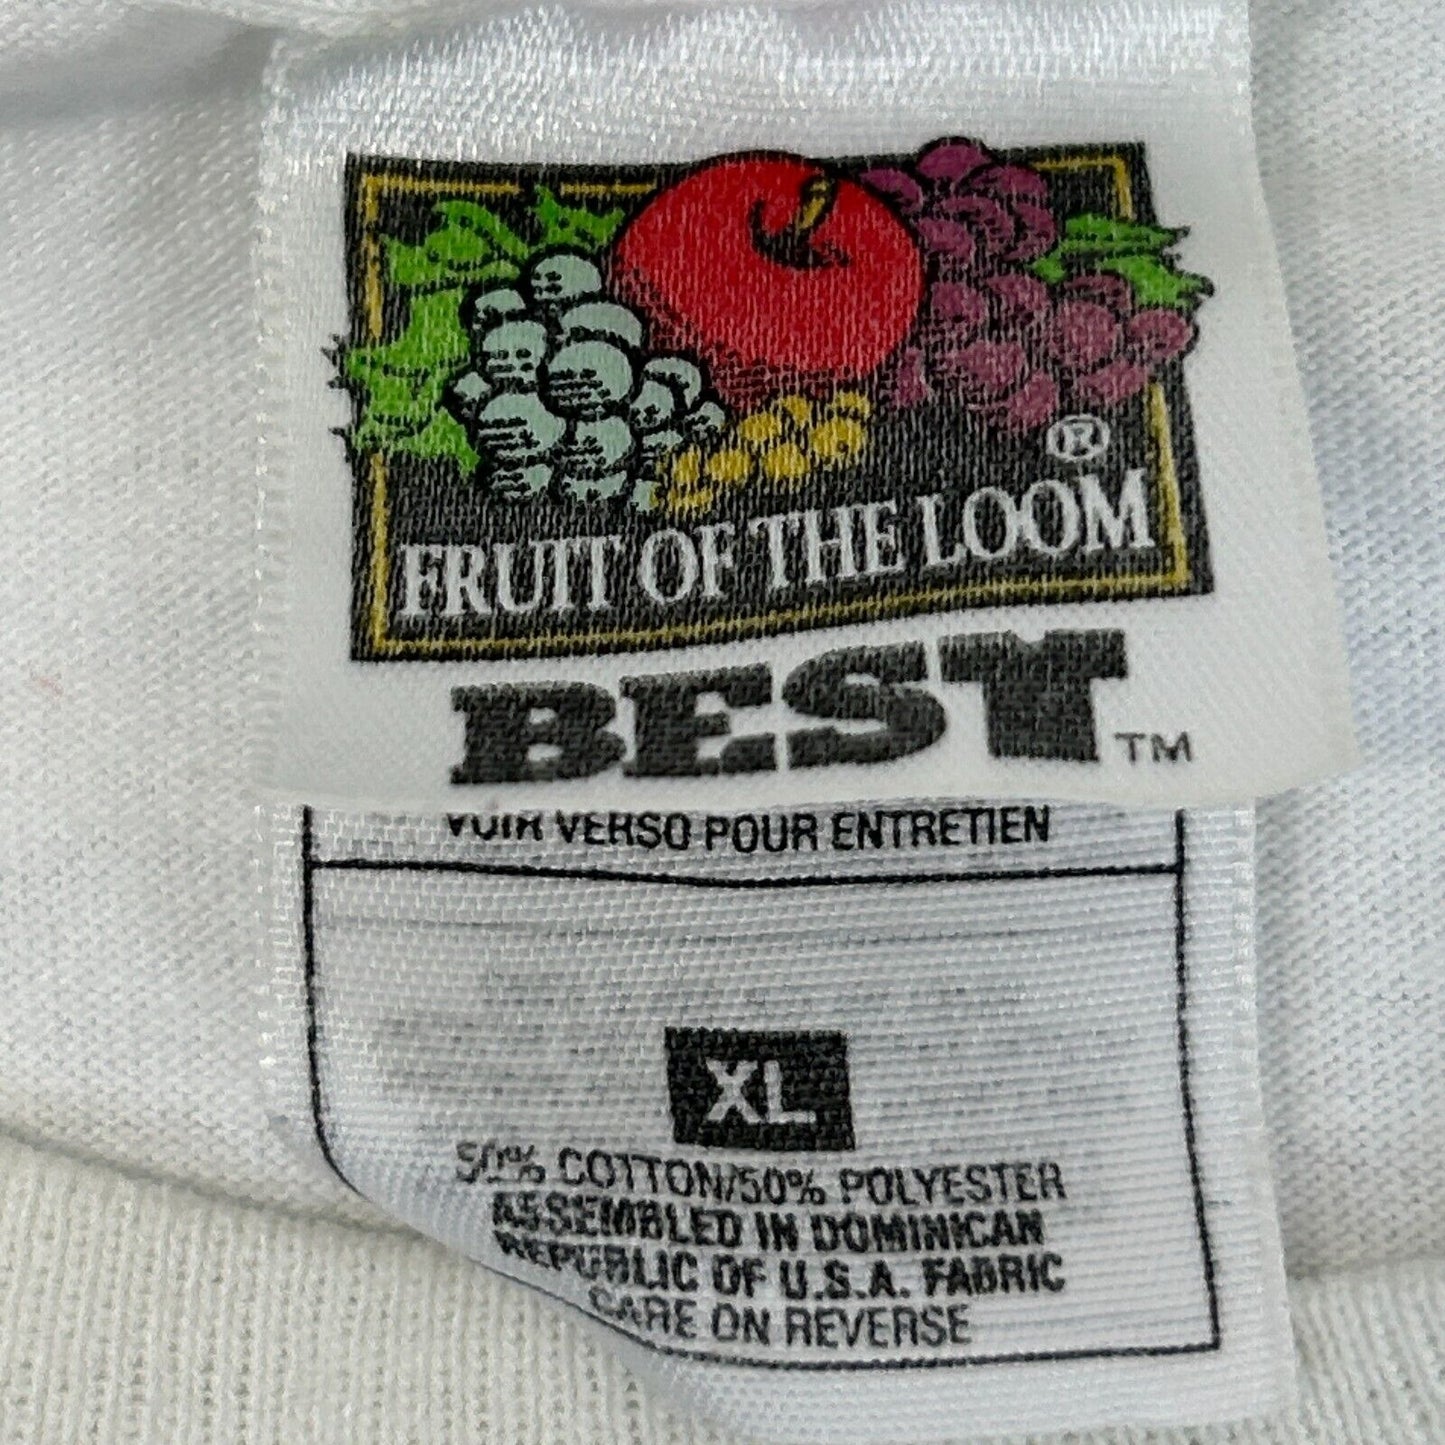 ®
FRUIT OF THE LOOM
BEST™
VOIR VERSO POUR ENTRETIEN
XL
50% COTTON/50% POLYESTER
ASSEMBLED IN DOMINICAN
REPUBLIC OF U.S.A. FABRIC
CARE ON REVERSE